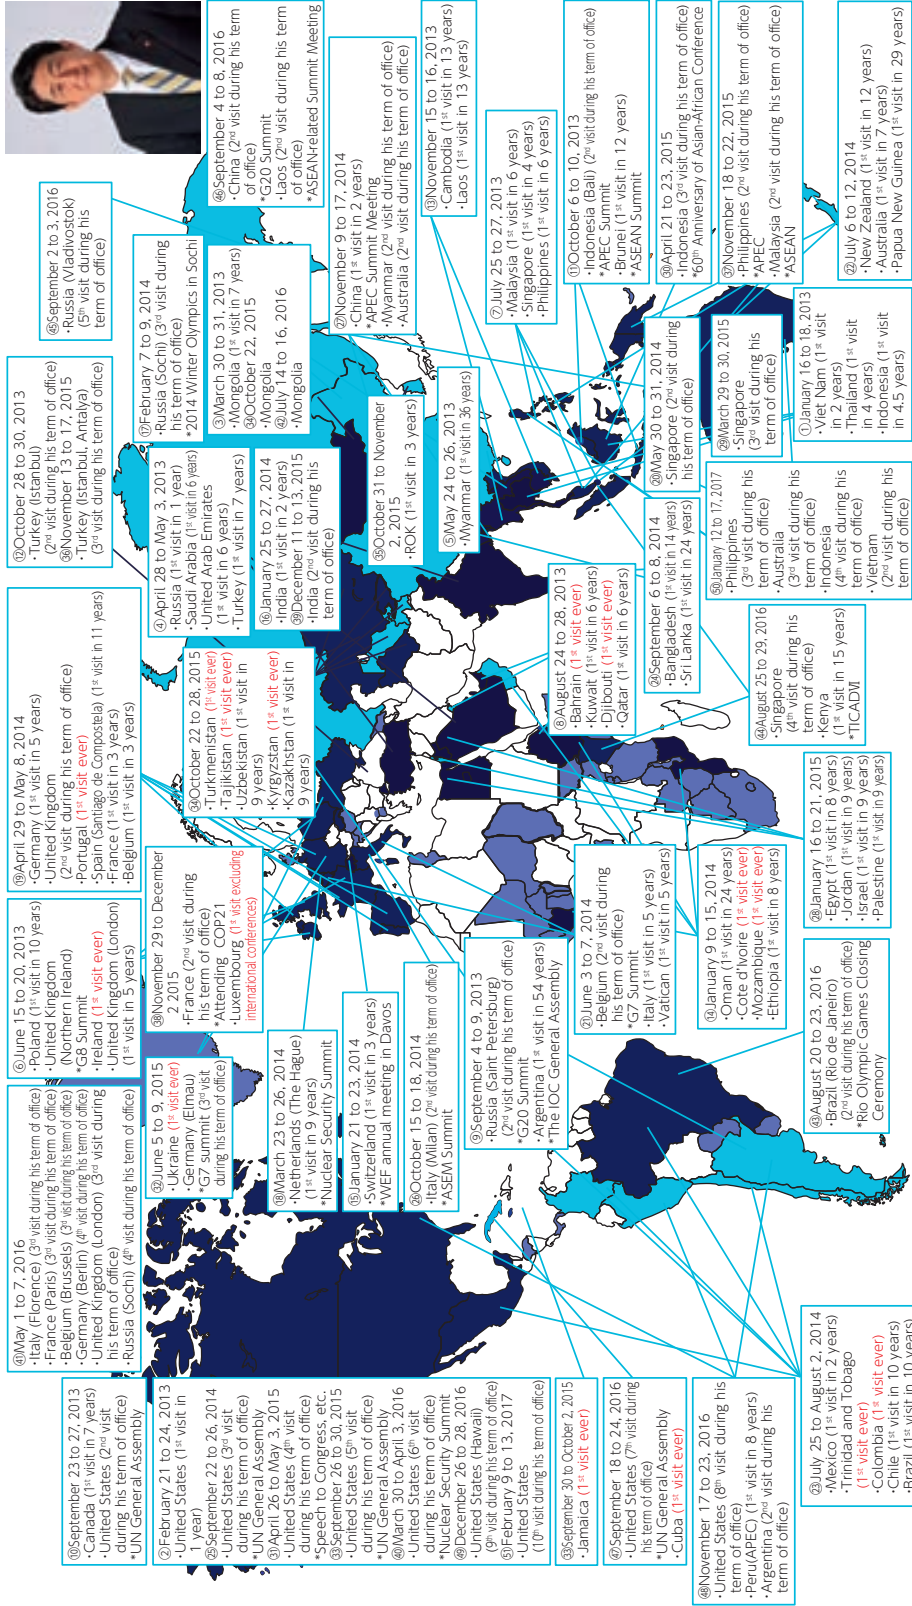 ⑩September 23 to 27, 2013
・Canada (1st visit in 7 years)
・United States (2nd visit
during his term of office)
*UN General Assembly
②February 21 to 24, 2013
・United States (1st visit in
1 year)
㉕September 22 to 26, 2014
・United States (3rd visit
during his term of office)
*UN General Assembly
㉛April 26 to May 3, 2015
・United States (4th visit
during his term of office)
*Speech to Congress, etc.
㉝September 26 to 30, 2015
・United States (5th visit
during his term of office)
*UN General Assembly
㊵March 30 to April 3, 2016
・United States (6th visit
during his term of office)
*Nuclear Security Summit
㊾December 26 to 28, 2016
・United States (Hawaii)
(9th visit during his term of office)
51February 9 to 13, 2017
・United States
(10th visit during his term of office)
㉝September 30 to October 2, 2015
・Jamaica (1st visit ever)
㊼September 18 to 24, 2016
・United States (7th visit during
his term of office)
*UN General Assembly
・Cuba (1st visit ever)
㊽November 17 to 23, 2016
・United States (8th visit during his
term of office)
・Peru(APEC) (1st visit in 8 years)
・Argentina (2nd visit during his
term of office)
㉓July 25 to August 2, 2014
・Mexico (1st visit in 2 years)
・Trinidad and Tobago
(1st visit ever)
・Colombia (1st visit ever)
・Chile (1st visit in 10 years)
・Brazil (1st visit in 10 years)
㊶May 1 to 7, 2016
・Italy (Florence) (3rd visit during his term of office)
・France (Paris) (3rd visit during his term of office)
・Belgium (Brussels) (3rd visit during his term of office)
・Germany (Berlin) (4th visit during his term of office)
・United Kingdom (London) (3rd visit during
his term of office)
・Russia (Sochi) (4th visit during his term of office)
㉜June 5 to 9, 2015
・Ukraine (1st visit ever)
・Germany (Elmau)
*G7 summit (3rd visit
during his term of office)
⑱March 23 to 26, 2014
・Netherlands (The Hague)
(1st visit in 9 years)
*Nuclear Security Summit
⑮January 21 to 23, 2014
・Switzerland (1st visit in 3 years)
*WEF annual meeting in Davos
㉖October 15 to 18, 2014
・Italy (Milan) (2nd visit during his term of office)
*ASEM Summit
⑨September 4 to 9, 2013
・Russia (Saint Petersburg)
(2nd visit during his term of office)
*G20 Summit
・Argentina (1st visit in 54 years)
*The IOC General Assembly
㊸August 20 to 23, 2016
・Brazil (Rio de Janeiro)
(2nd visit during his term of office)
*Rio Olympic Games Closing
Ceremony
⑥June 15 to 20, 2013
・Poland (1st visit in 10 years)
・United Kingdom
(Northern Ireland)
*G8 Summit
・Ireland (1st visit ever)
・United Kingdom (London)
(1st visit in 5 years)
㊳November 29 to December
2 2015
・France (2nd visit during
his term of office)
*Attending COP21
・Luxembourg (1st visit excluding
international conferences)
㉑June 3 to 7, 2014
・Belgium (2nd visit during
his term of office)
*G7 Summit
・Italy (1st visit in 5 years)
・Vatican (1st visit in 5 years)
⑭January 9 to 15, 2014
・Oman (1st visit in 24 years)
・Cote d'Ivoire (1st visit ever)
・Mozambique (1st visit ever)
・Ethiopia (1st visit in 8 years)
㉘January 16 to 21, 2015
・Egypt (1st visit in 8 years)
・Jordan (1st visit in 9 years)
・Israel (1st visit in 9 years)
・Palestine (1st visit in 9 years)
⑲April 29 to May 8, 2014
・Germany (1st visit in 5 years)
・United Kingdom
(2nd visit during his term of office)
・Portugal (1st visit ever)
・Spain (Santiago de Compostela) (1st visit in 11 years)
・France (1st visit in 3 years)
・Belgium (1st visit in 3 years)
㉞October 22 to 28, 2015
・Turkmenistan (1st visit ever)
・Tajikistan (1st visit ever)
・Uzbekistan (1st visit in
9 years)
・Kyrgyzstan (1st visit ever)
・Kazakhstan (1st visit in
9 years)
⑧August 24 to 28, 2013
・Bahrain (1st visit ever)
・Kuwait (1st visit in 6 years)
・Djibouti (1st visit ever)
・Qatar (1st visit in 6 years)
㉔September 6 to 8, 2014
・Bangladesh (1st visit in 14 years)
・Sri Lanka (1st visit in 24 years)
㊹August 25 to 29, 2016
・Singapore
(4th visit during his
term of office)
・Kenya
(1st visit in 15 years)
*TICADⅥ
⑫October 28 to 30, 2013
・Turkey (Istanbul)
(2nd visit during his term of office)
㊱November 13 to 17, 2015
・Turkey (Istanbul, Antalya)
(3rd visit during his term of office)
④April 28 to May 3, 2013
・Russia (1st visit in 1 year)
・Saudi Arabia (1st visit in 6 years)
・United Arab Emirates
(1st visit in 6 years)
・Turkey (1st visit in 7 years)
⑯January 25 to 27, 2014
・India (1st visit in 2 years)
㊴December 11 to 13, 2015
・India (2nd visit during his
term of office)
㉟October 31 to November
2, 2015
・ROK (1st visit in 3 years)
⑤May 24 to 26, 2013
・Myanmar (1st visit in 36 years)
㊺September 2 to 3, 2016
・Russia (Vladivostok)
(5th visit during his
term of office)
⑰February 7 to 9, 2014
・Russia (Sochi) (3rd visit during
his term of office)
*2014 Winter Olympics in Sochi
③March 30 to 31, 2013
・Mongolia (1st visit in 7 years)
㉞October 22, 2015
・Mongolia
㊷July 14 to 16, 2016
・Mongolia
㊻September 4 to 8, 2016
・China (2nd visit during his term
of office)
*G20 Summit
・Laos (2nd visit during his term
of office)
*ASEAN-related Summit Meeting
㉗November 9 to 17, 2014
・China (1st visit in 2 years)
*APEC Summit Meeting
・Myanmar (2nd visit during his term of office)
・Australia (2nd visit during his term of office)
⑬November 15 to 16, 2013
・Cambodia (1st visit in 13 years)
・Laos (1st visit in 13 years)
⑦July 25 to 27, 2013
・Malaysia (1st visit in 6 years)
・Singapore (1st visit in 4 years)
・Philippines (1st visit in 6 years)
⑪October 6 to 10, 2013
・Indonesia (Bali) (2nd visit during his term of office)
*APEC Summit
・Brunei (1st visit in 12 years)
*ASEAN Summit
㉚April 21 to 23, 2015
・Indonesia (3rd visit during his term of office)
*60th Anniversary of Asian-African Conference
⑳May 30 to 31, 2014
・Singapore (2nd visit during
his term of office)
㉙March 29 to 30, 2015
・Singapore
(3rd visit during his
term of office)
㊲November 18 to 22, 2015
・Philippines (2nd visit during his term of office)
*APEC
・Malaysia (2nd visit during his term of office)
*ASEAN
㊿January 12 to 17, 2017
・Philippines
(3rd visit during his
term of office)
・Australia
(3rd visit during his
term of office)
・Indonesia
(4th visit during his
term of office)
・Vietnam
(2nd visit during his
term of office)
①January 16 to 18, 2013
・Viet Nam (1st visit
in 2 years)
・Thailand (1st visit
in 4 years)
・Indonesia (1st visit
in 4.5 years)
㉒July 6 to 12, 2014
・New Zealand (1st visit in 12 years)
・Australia (1st visit in 7 years)
・Papua New Guinea (1st visit in 29 years)